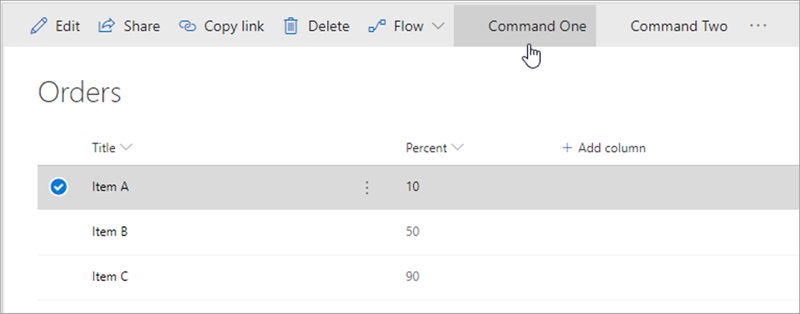 Edit Share Copy link Delete Flow Command One Command Two ...
Orders
Title Percent + Add column
Item A 10
Item B 50
Item C 90